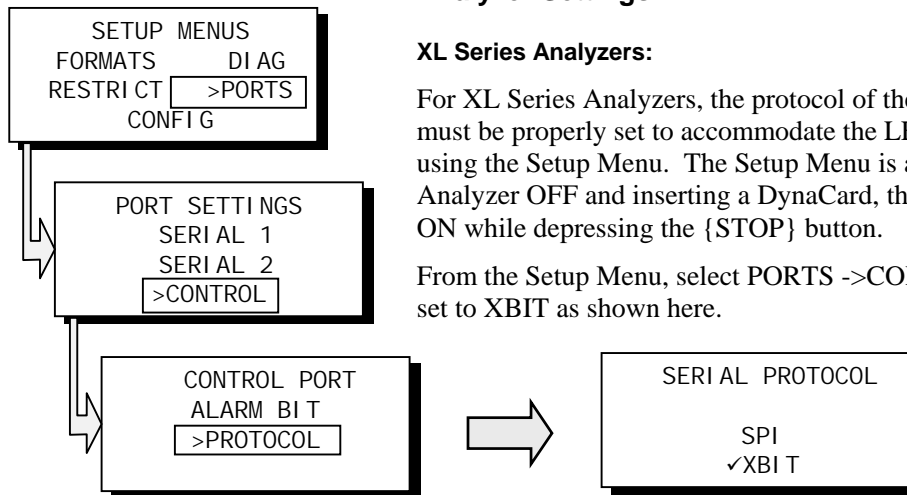 SETUP MENUS
FORMATS DIAG
RESTRICT >PORTS
CONFIG
PORT SETTINGS
SERIAL 1
SERIAL 2
>CONTROL
CONTROL PORT
ALARM BIT
>PROTOCOL
SERIAL PROTOCOL
SPI
✓XBIT
XL Series Analyzers:
For XL Series Analyzers, the protocol of the
must be properly set to accommodate the
using the Setup Menu. The Setup Menu is
Analyzer OFF and inserting a DynaCard,
ON while depressing the {STOP} button.
From the Setup Menu, select PORTS
set to XBIT as shown here.